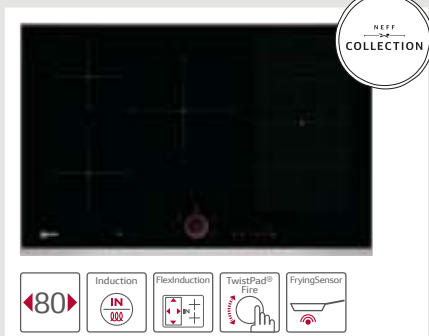 NEFF
COLLECTION
80
Induction
IN
FlexInduction
IN
TwistPad®
Fire
FryingSensor